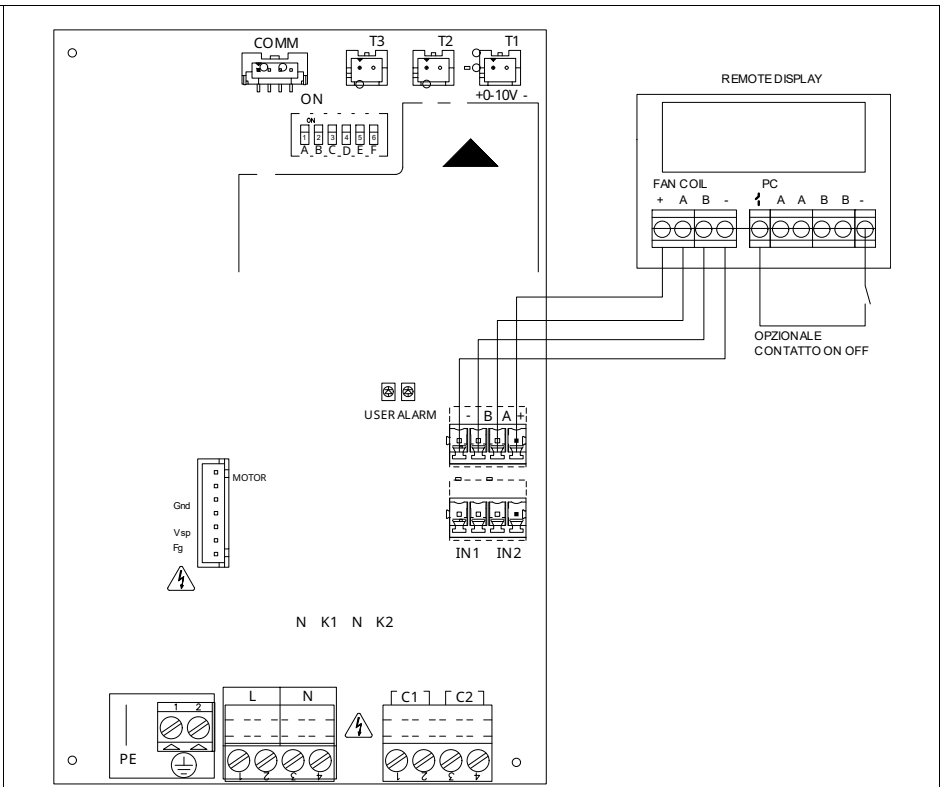 COMM T3 T2 T1
+0-10V -
ON
ON
1 2 3 4 5 6
A B C D E F
REMOTE DISPLAY
FAN COIL PC
+ A B - A A B B -
OPZIONALE
CONTATTO ON OFF
USER ALARM
- B A +
MOTOR
Gnd
Vsp
Fg
IN1 IN2
N K1 N K2
L N
C1 C2
1 2
PE
1 2 3 4
1 2 3 4